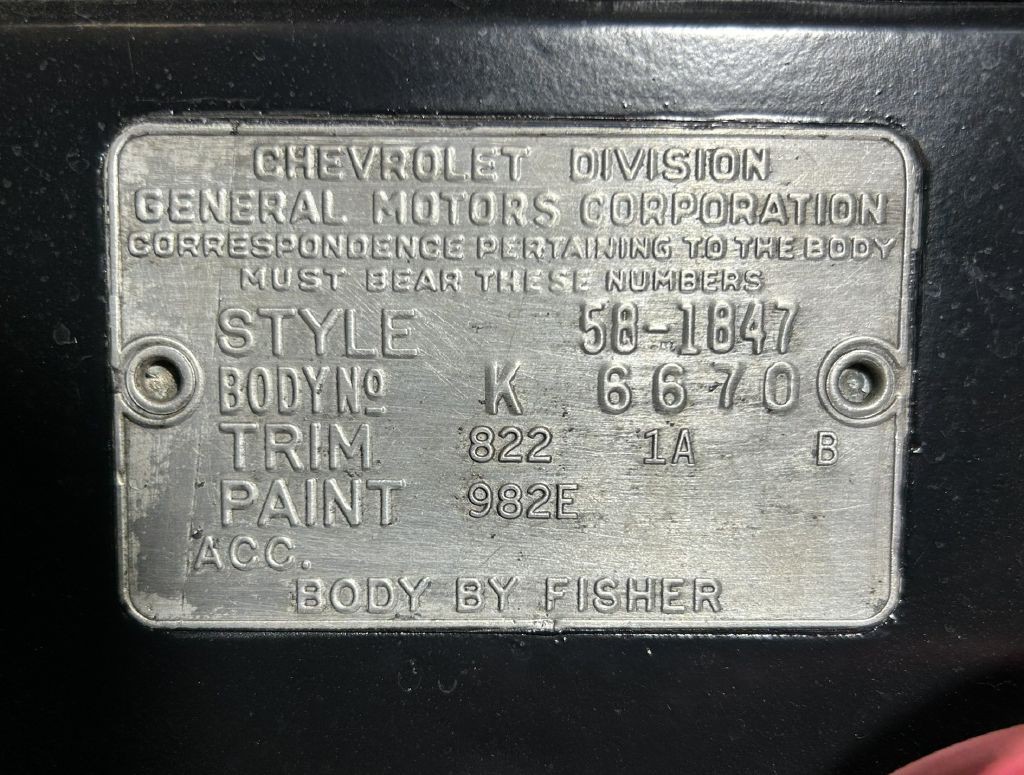 CHEVROLET DIVISION
GENERAL MOTORS CORPORATION
CORRESPONDENCE PERTAINING TO THE BODY
MUST BEAR THESE NUMBERS
STYLE 58-1847
BODY Nº K 6670
TRIM 822 1A B
PAINT 982E
ACC.
BODY BY FISHER